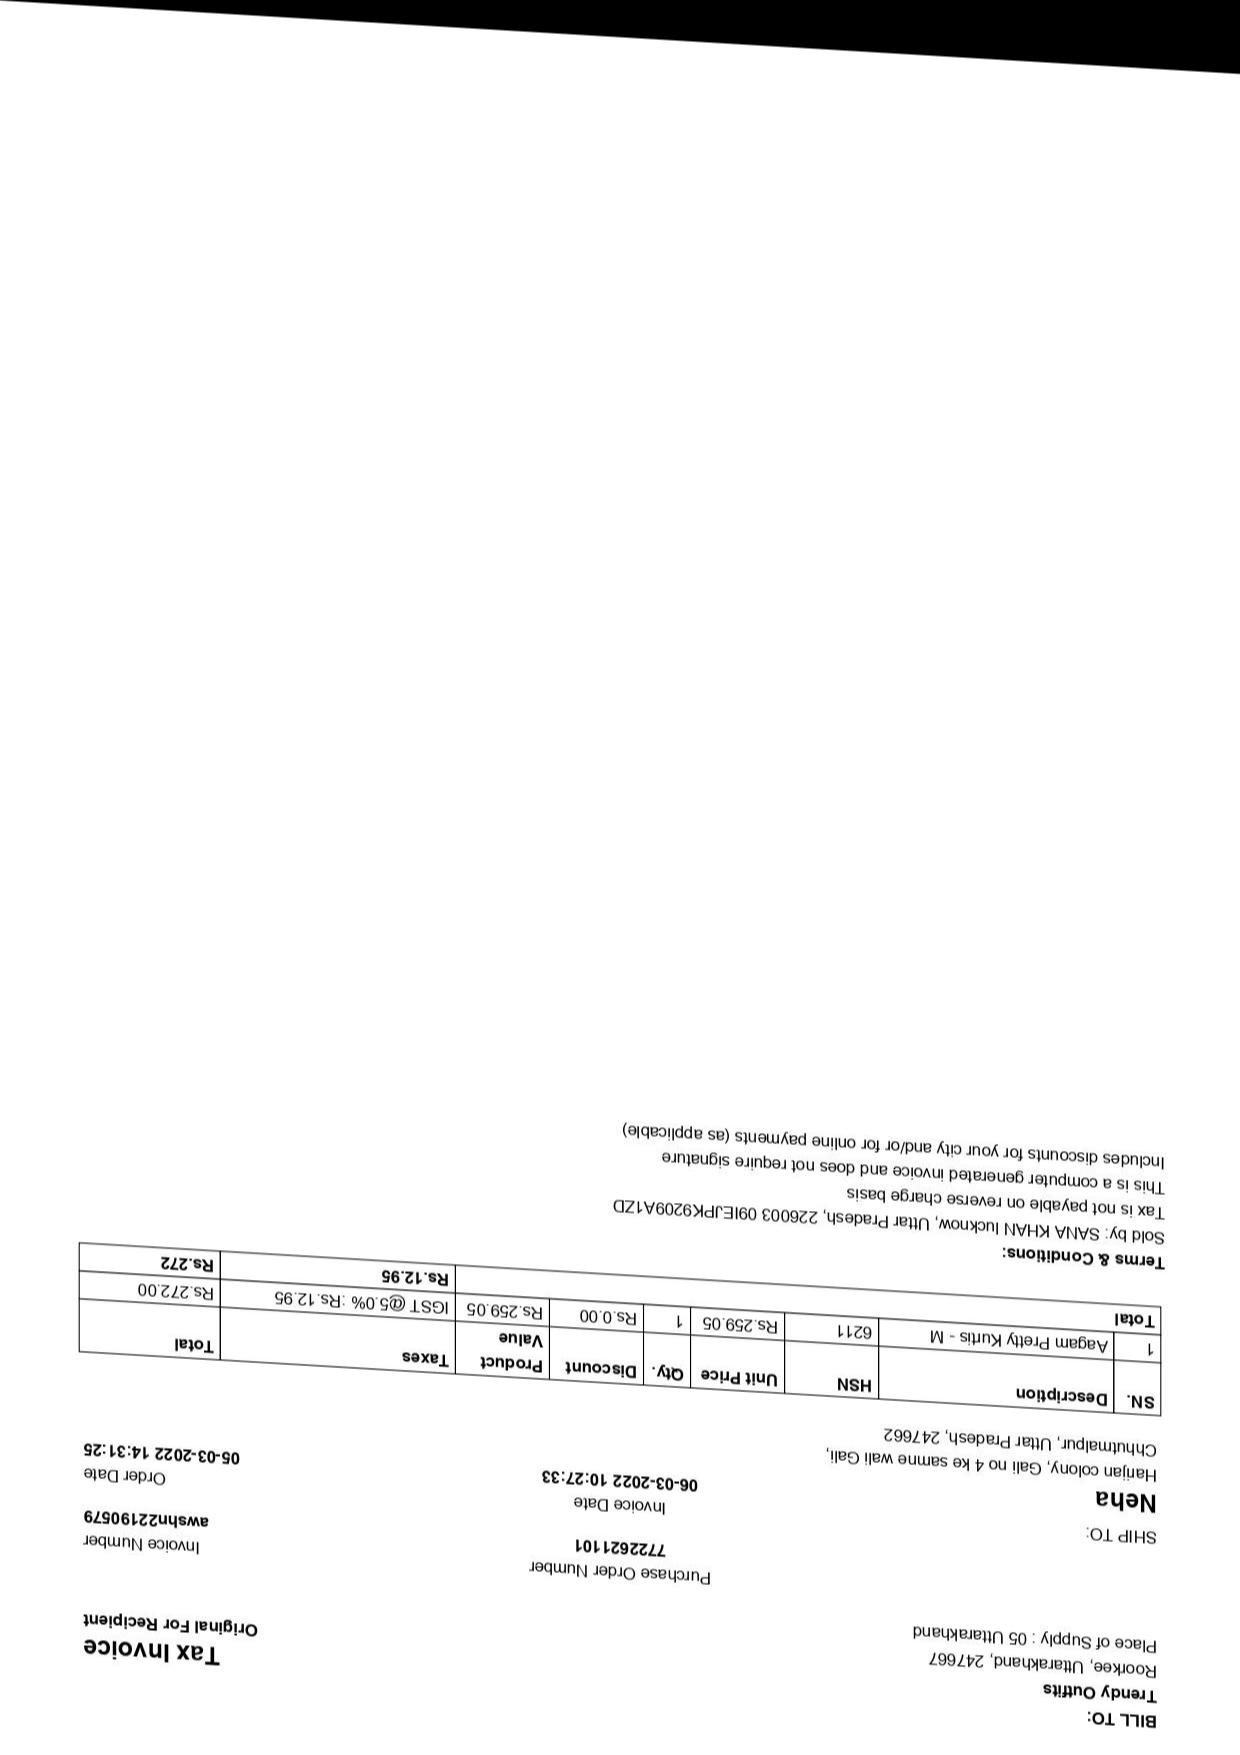 BILL TO:
Trendy Outfits
Roorkee, Uttarakhand, 247667
Place of Supply : 05 Uttarakhand
Tax Invoice
Original For Recipient
SHIP TO:
Neha
Harijan colony, Gali no 4 ke samne wali Gali,
Chhutmalpur, Uttar Pradesh, 247662
Purchase Order Number
7722621101
Invoice Date
06-03-2022 10:27:33
Invoice Number
awshn22190579
Order Date
05-03-2022 14:31:25
SN. Description HSN Unit Price Qty. Discount Product Value Taxes Total
1 Aagam Pretty Kurtis - M 6211 Rs.259.05 1 Rs.0.00 Rs.259.05 IGST @5.0% :Rs.12.95 Rs.272.00
Total Rs.12.95 Rs.272
Terms & Conditions:
Sold by: SANA KHAN lucknow, Uttar Pradesh, 226003 09IEJPK9209A1ZD
Tax is not payable on reverse charge basis
This is a computer generated invoice and does not require signature
Includes discounts for your city and/or for online payments (as applicable)